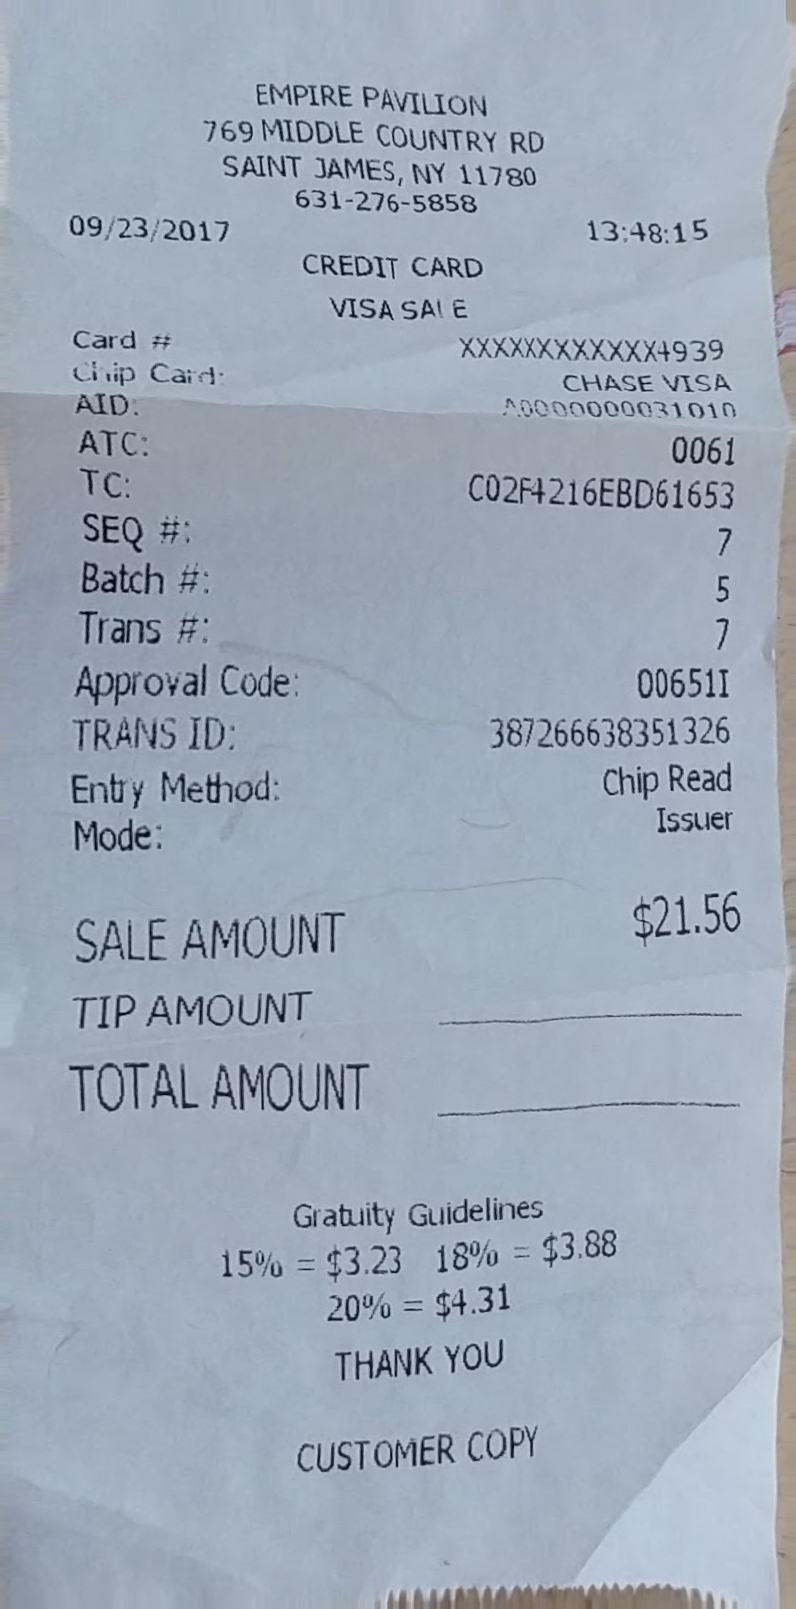 EMPIRE PAVILION
769 MIDDLE COUNTRY RD
SAINT JAMES, NY 11780
631-276-5858
09/23/2017 13:48:15
CREDIT CARD
VISA SALE
Card # XXXXXXXXXXXX4939
Chip Card: CHASE VISA
AID: A0000000031010
ATC: 0061
TC: C02F4216EBD61653
SEQ #: 7
Batch #: 5
Trans #: 7
Approval Code: 00651I
TRANS ID: 387266638351326
Entry Method: Chip Read
Mode: Issuer
SALE AMOUNT $21.56
TIP AMOUNT
TOTAL AMOUNT
Gratuity Guidelines
15% = $3.23 18% = $3.88
20% = $4.31
THANK YOU
CUSTOMER COPY